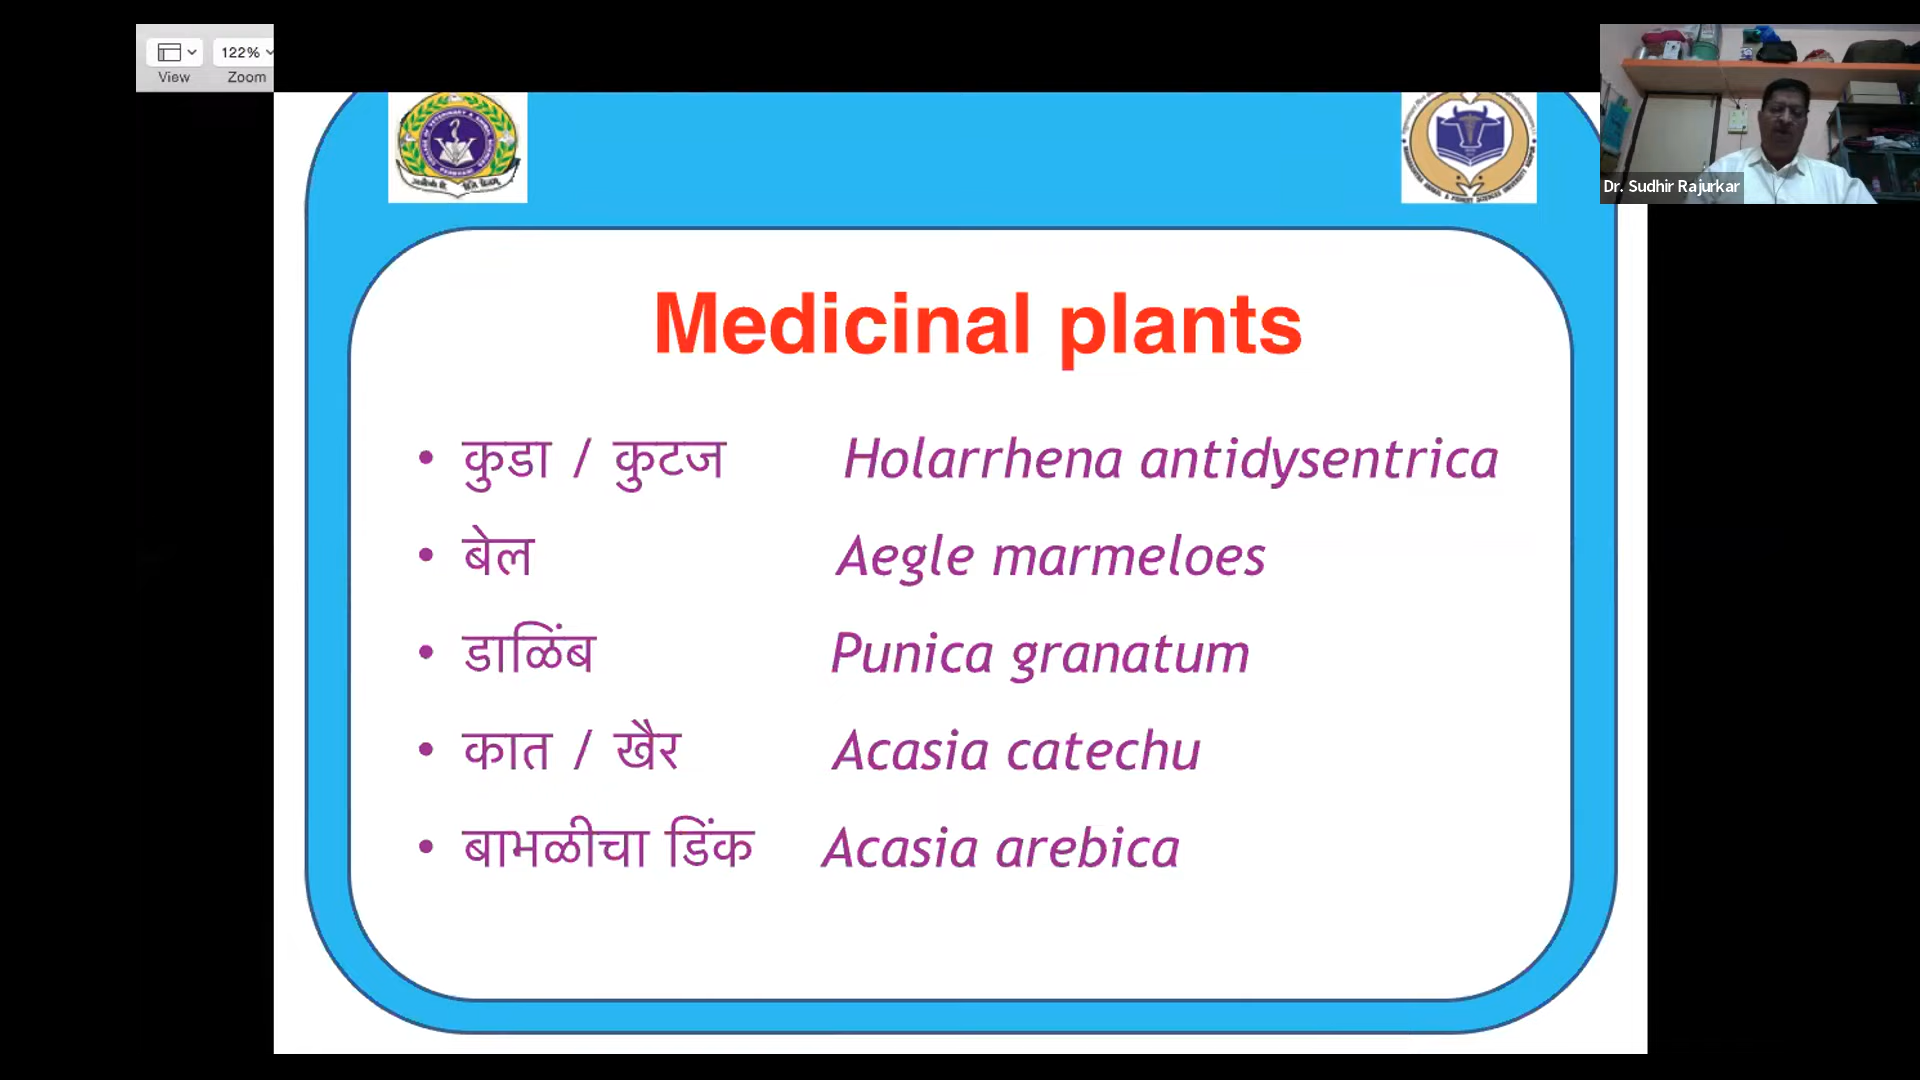 122%
View Zoom
Dr. Sudhir Rajurkar
Medicinal plants
• कुडा / कुटज Holarrhena antidysentrica
• बेल Aegle marmeloes
• डाळिंब Punica granatum
• कात / खैर Acasia catechu
• बाभळीचा डिंक Acasia arebica